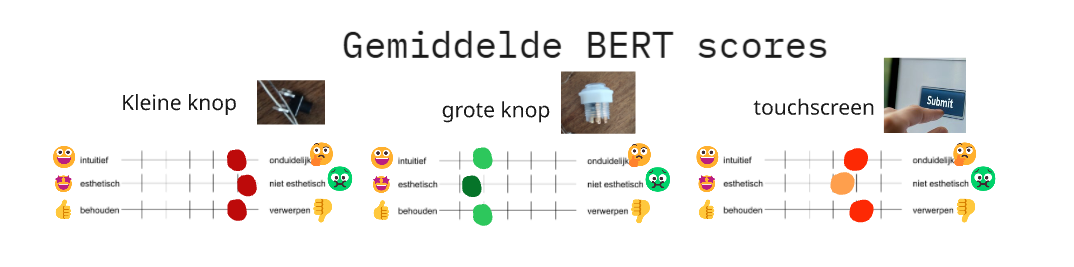 Gemiddelde BERT scores
Kleine knop
grote knop
touchscreen
Submit
intuitief
onduidelijk
esthetisch
niet esthetisch
behouden
verwerpen
intuitief
onduidelijk
esthetisch
niet esthetisch
behouden
verwerpen
intuitief
onduidelijk
esthetisch
niet esthetisch
behouden
verwerpen